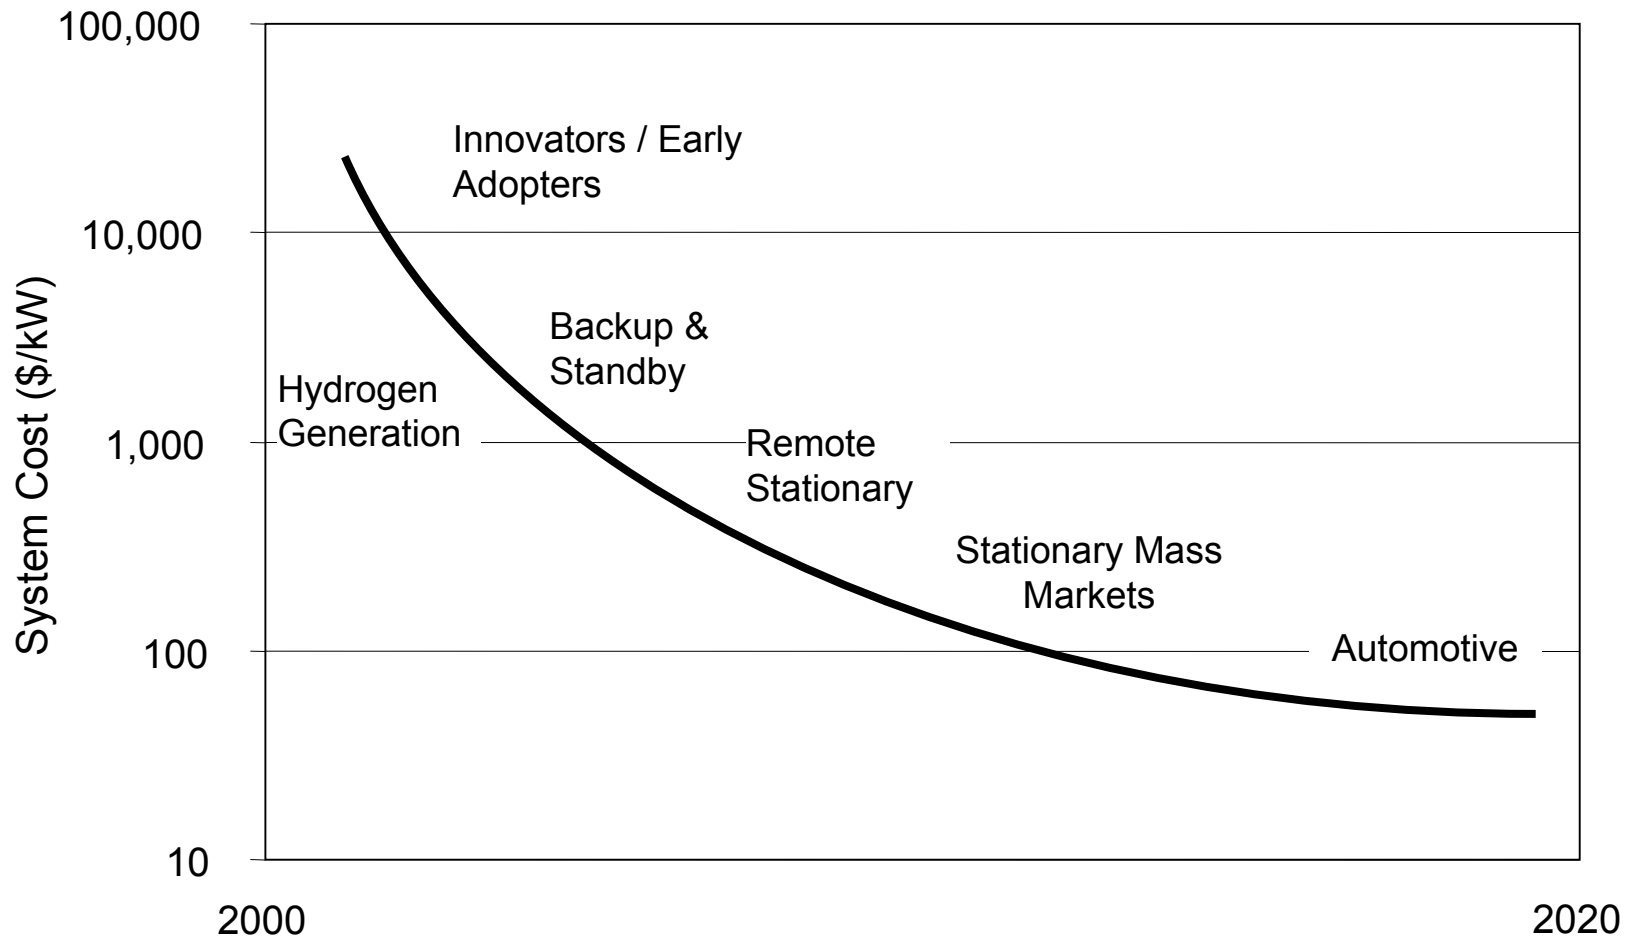 100,000
Innovators / Early
Adopters
10,000
System Cost ($/kW)
Backup &
Standby
Hydrogen
Generation
1,000
Remote
Stationary
Stationary Mass
Markets
100
Automotive
10
2000
2020